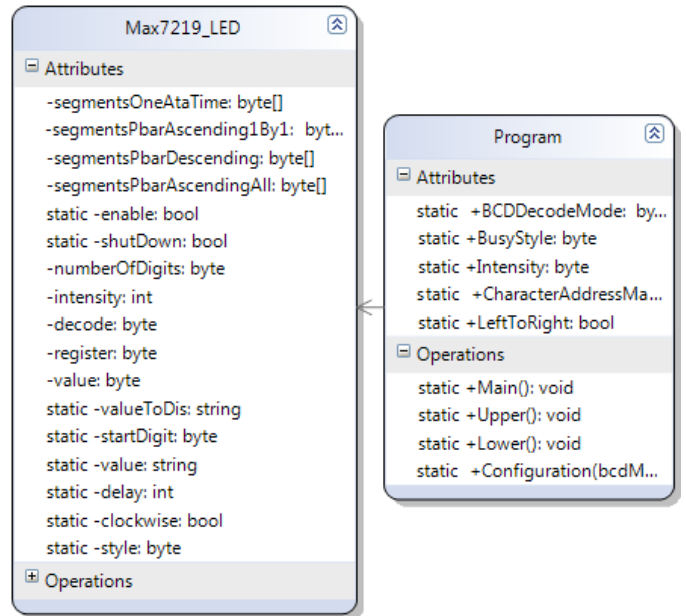 Max7219_LED
Attributes
-segmentsOneAtaTime: byte[]
-segmentsPbarAscending1By1: byt...
-segmentsPbarDescending: byte[]
-segmentsPbarAscendingAll: byte[]
static -enable: bool
static -shutDown: bool
-numberOfDigits: byte
-intensity: int
-decode: byte
-register: byte
-value: byte
static -valueToDis: string
static -startDigit: byte
static -value: string
static -delay: int
static -clockwise: bool
static -style: byte
Operations
Program
Attributes
static +BCDDecodeMode: by...
static +BusyStyle: byte
static +Intensity: byte
static +CharacterAddressMa...
static +LeftToRight: bool
Operations
static +Main(): void
static +Upper(): void
static +Lower(): void
static +Configuration(bcdM...